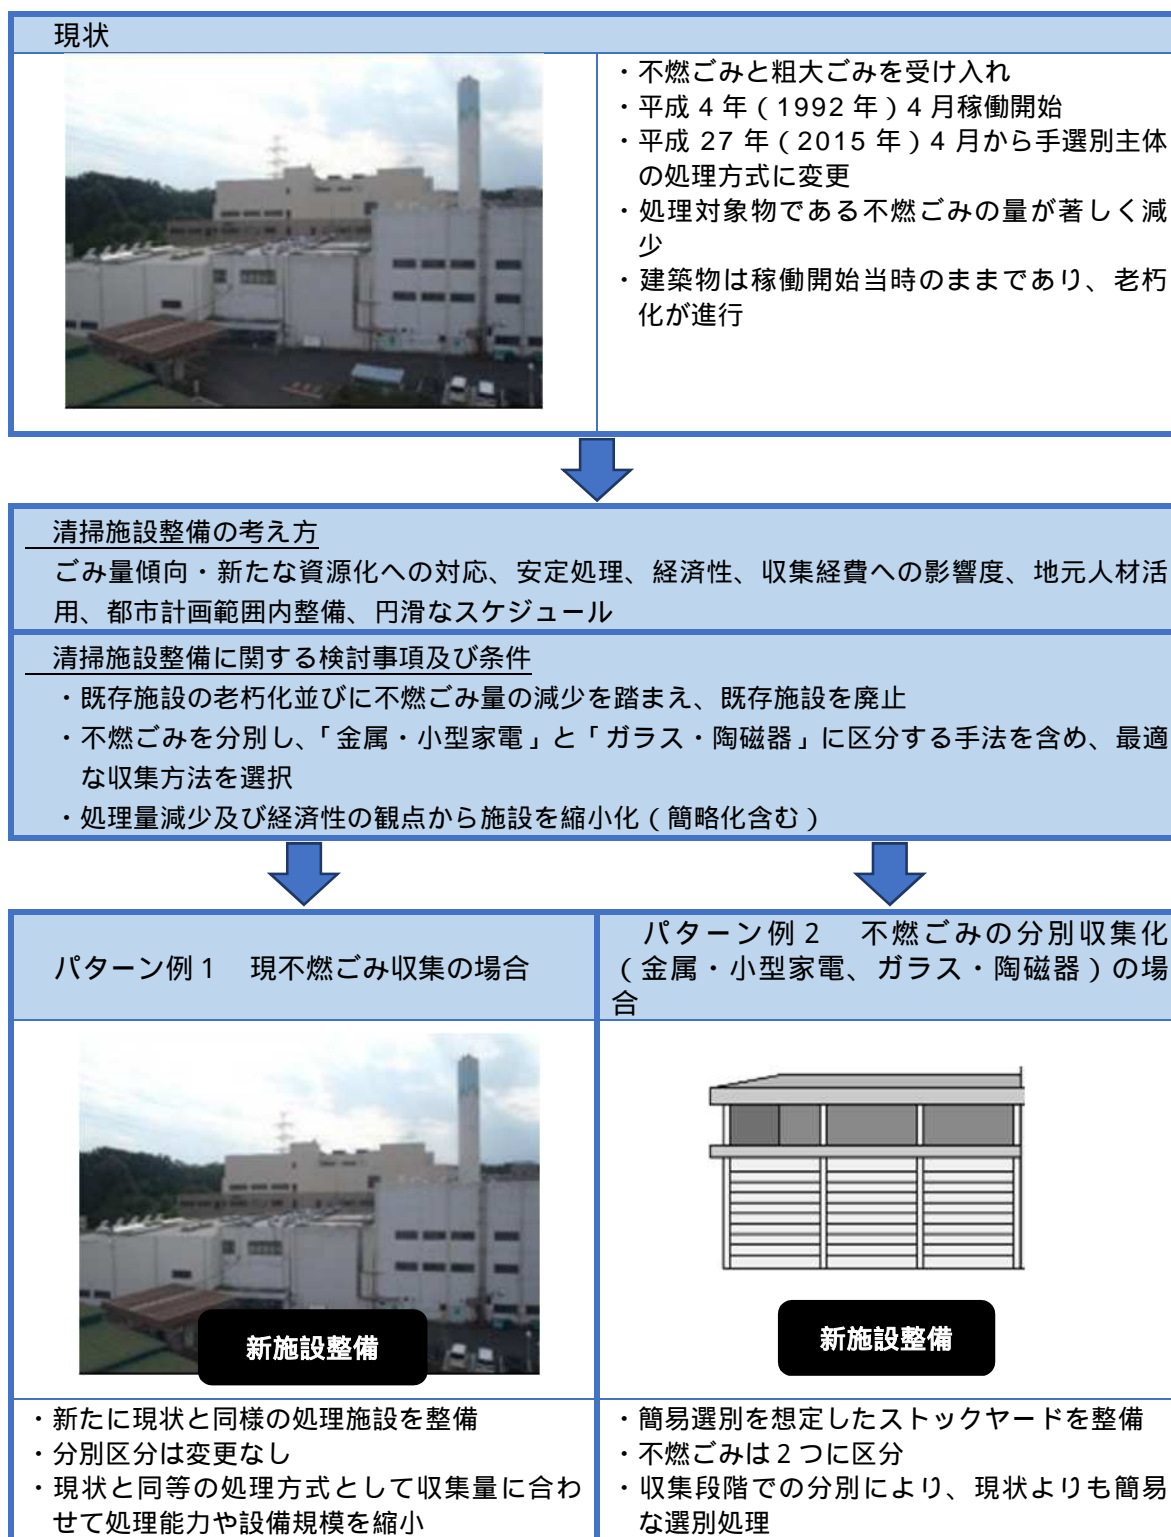 現状
・不燃ごみと粗大ごみを受け入れ
・平成 4 年（1992 年）4 月稼働開始
・平成 27 年（2015 年）4 月から手選別主体
の処理方式に変更
・処理対象物である不燃ごみの量が著しく減
少
・建築物は稼働開始当時のままであり、老朽
化が進行
清掃施設整備の考え方
ごみ量傾向・新たな資源化への対応、安定処理、経済性、収集経費への影響度、地元人材活
用、都市計画範囲内整備、円滑なスケジュール
清掃施設整備に関する検討事項及び条件
・既存施設の老朽化並びに不燃ごみ量の減少を踏まえ、既存施設を廃止
・不燃ごみを分別し、「金属・小型家電」と「ガラス・陶磁器」に区分する手法を含め、最適
な収集方法を選択
・処理量減少及び経済性の観点から施設を縮小化（簡略化含む）
パターン例 1　現不燃ごみ収集の場合
新施設整備
・新たに現状と同様の処理施設を整備
・分別区分は変更なし
・現状と同等の処理方式として収集量に合わ
せて処理能力や設備規模を縮小
パターン例 2　不燃ごみの分別収集化
（金属・小型家電、ガラス・陶磁器）の場
合
新施設整備
・簡易選別を想定したストックヤードを整備
・不燃ごみは 2 つに区分
・収集段階での分別により、現状よりも簡易
な選別処理